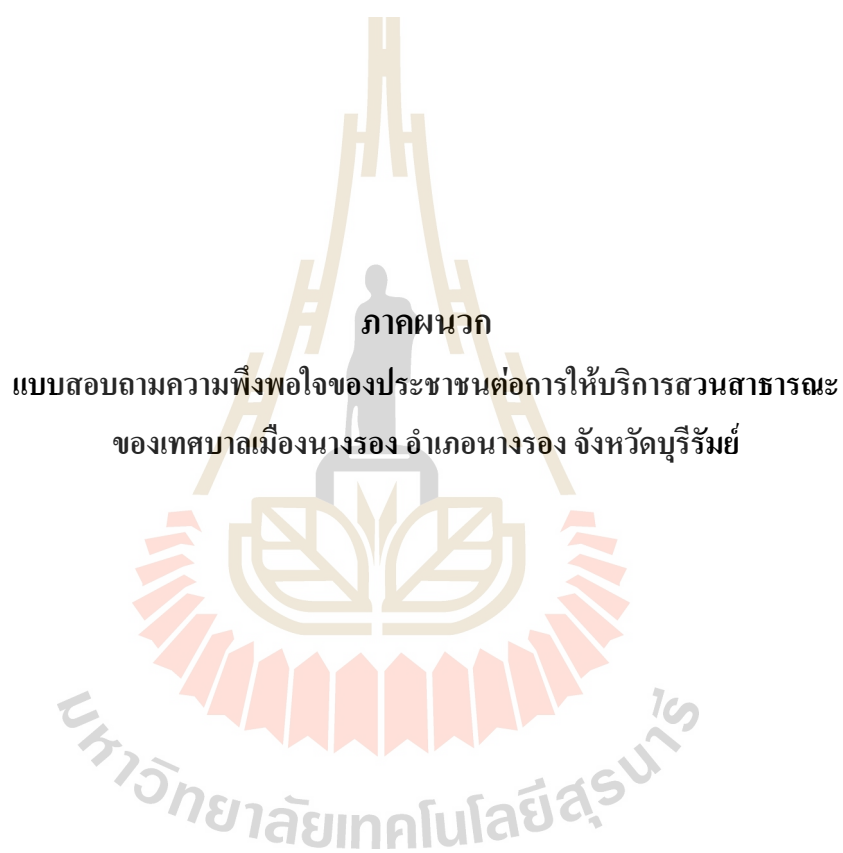 ภาคผนวก
แบบสอบถามความพึงพอใจของประชาชนต่อการให้บริการสวนสาธารณะ
ของเทศบาลเมืองนางรอง อำเภอนางรอง จังหวัดบุรีรัมย์
มหาวิทยาลัยเทคโนโลยีสุรนารี